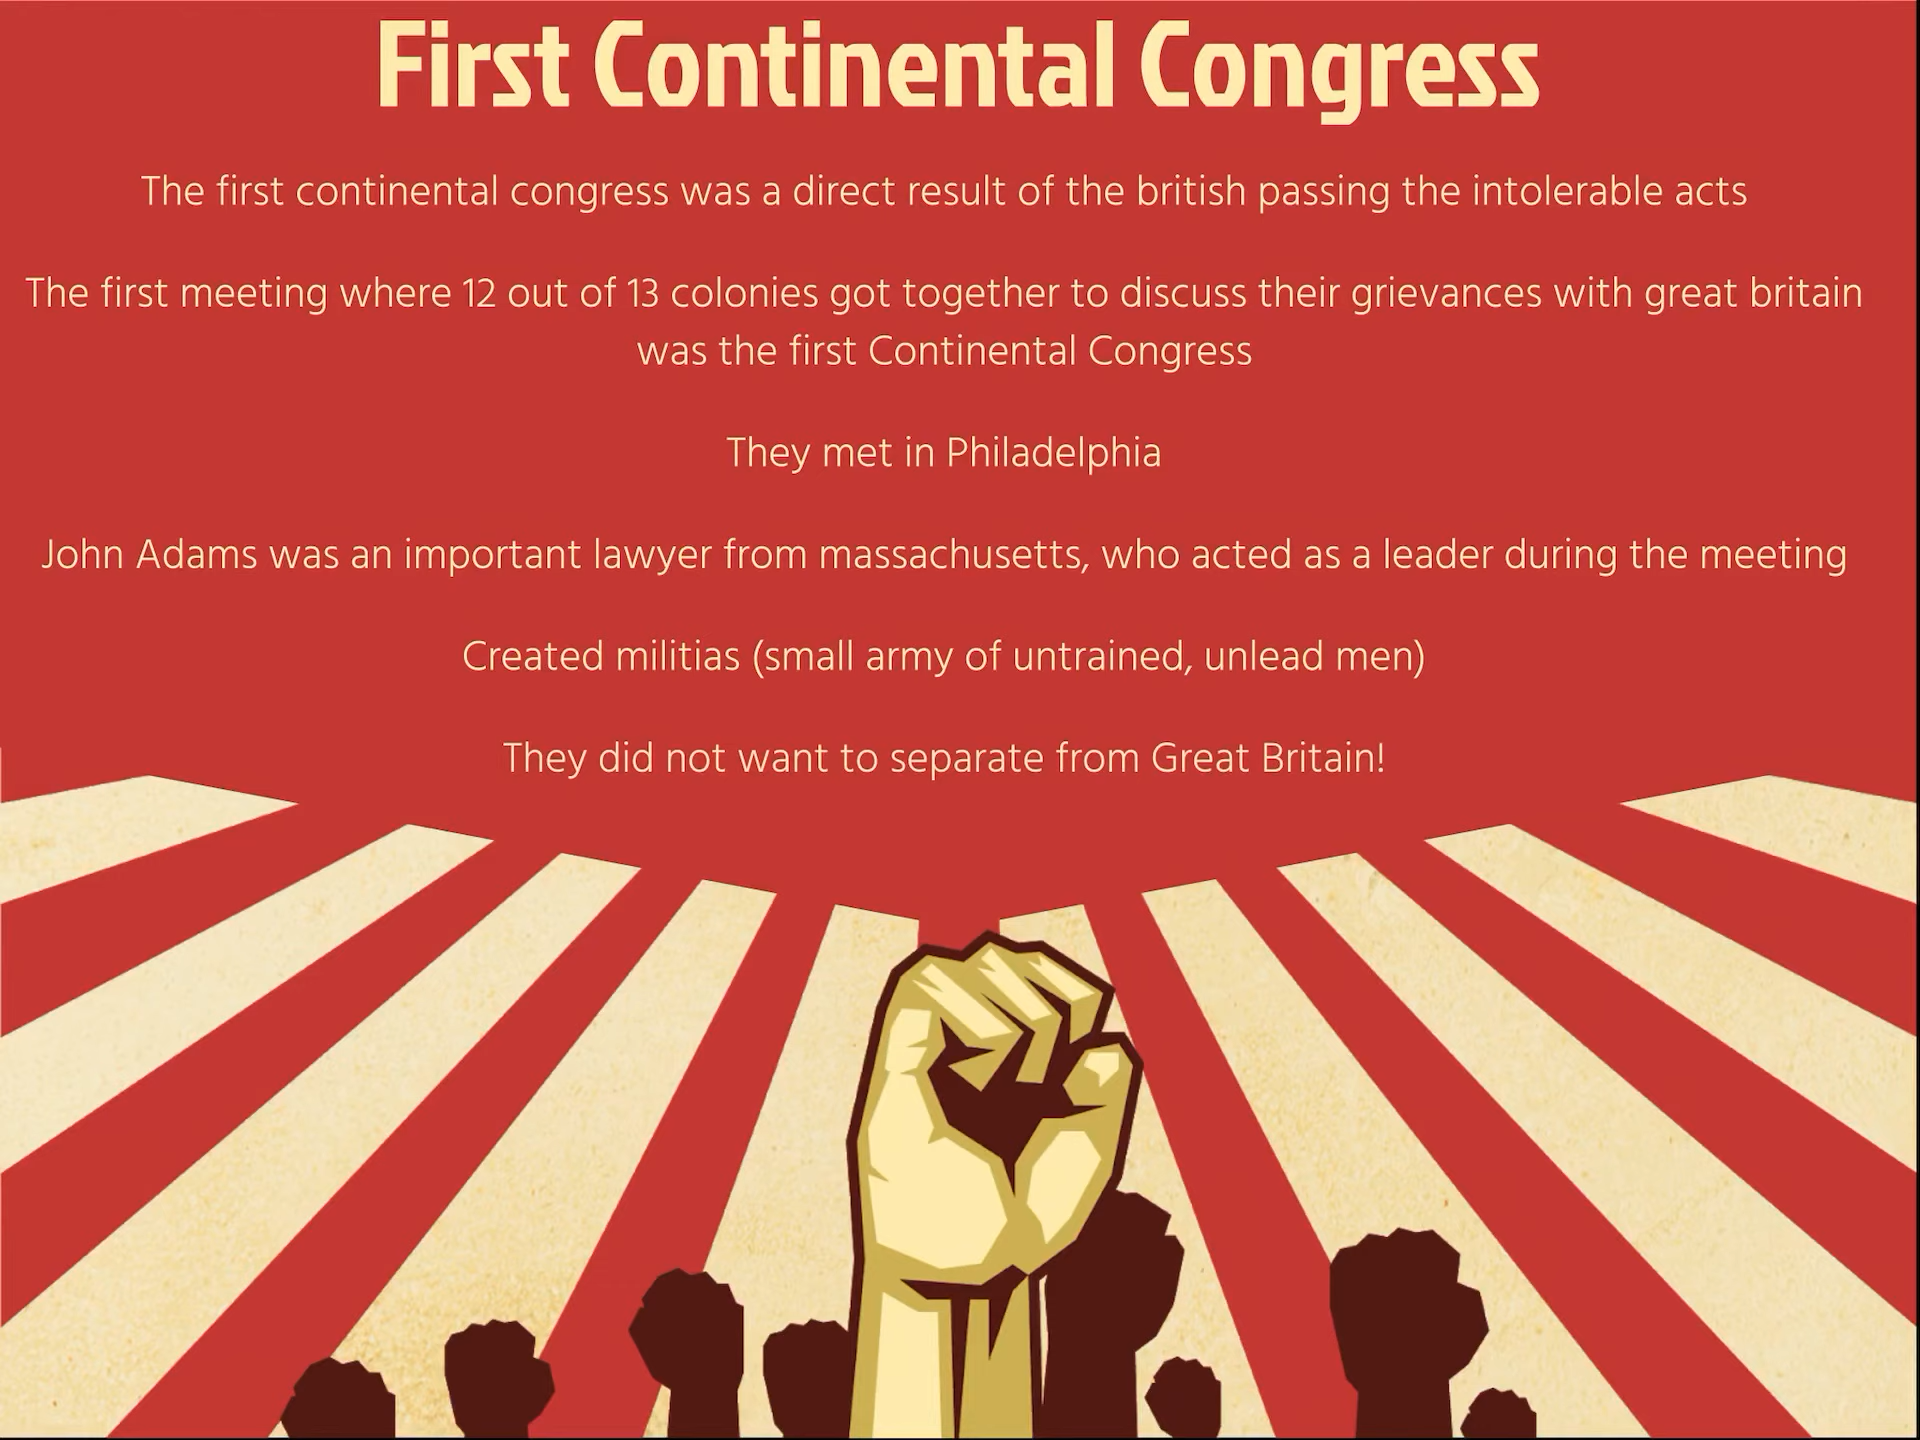 First Continental Congress
The first continental congress was a direct result of the british passing the intolerable acts
The first meeting where 12 out of 13 colonies got together to discuss their grievances with great britain
was the first Continental Congress
They met in Philadelphia
John Adams was an important lawyer from massachusetts, who acted as a leader during the meeting
Created militias (small army of untrained, unlead men)
They did not want to separate from Great Britain!